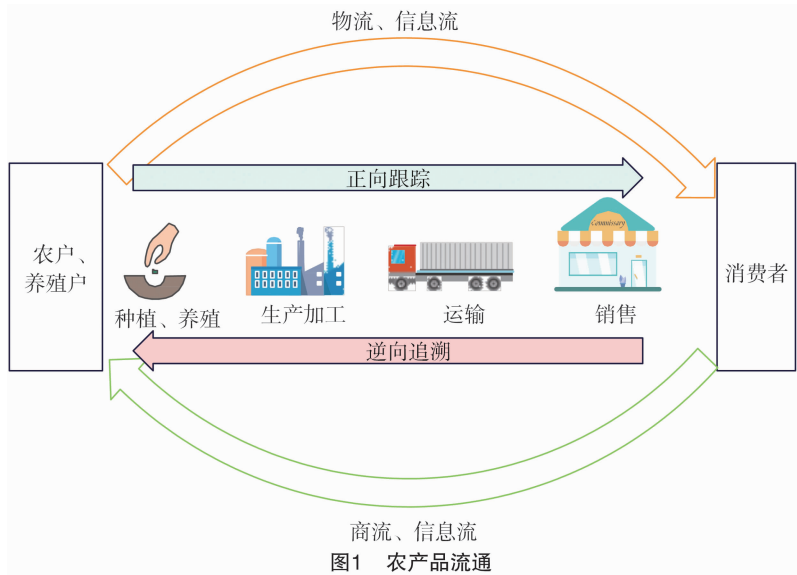 物流、信息流
正向跟踪
农户、
养殖户
Commissary
消费者
种植、养殖
生产加工
运输
销售
逆向追溯
商流、信息流
图1 农产品流通